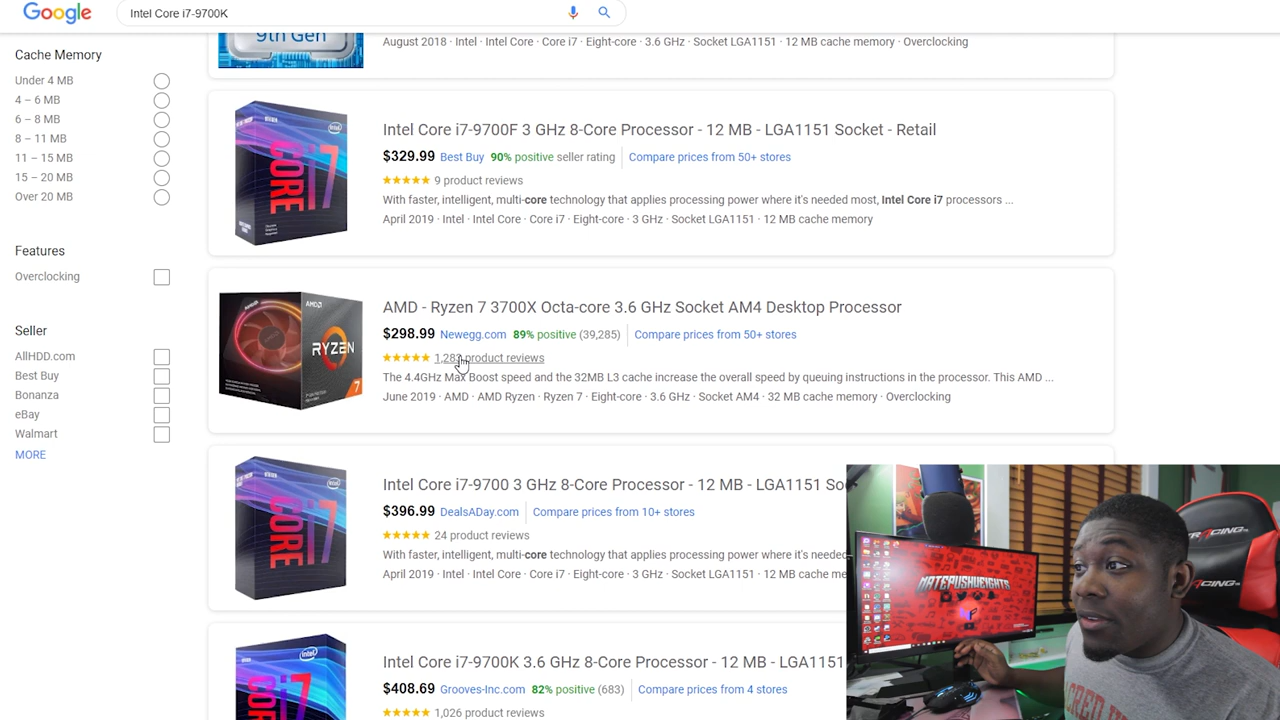 Google
Intel Core i7-9700K
Cache Memory
Under 4 MB
4 – 6 MB
6 – 8 MB
8 – 11 MB
11 – 15 MB
15 – 20 MB
Over 20 MB
Features
Overclocking
Seller
AllHDD.com
Best Buy
Bonanza
eBay
Walmart
MORE
9th Gen
August 2018 · Intel · Intel Core · Core i7 · Eight-core · 3.6 GHz · Socket LGA1151 · 12 MB cache memory · Overclocking
intel
CORE i7
Intel Core i7-9700F 3 GHz 8-Core Processor - 12 MB - LGA1151 Socket - Retail
$329.99 Best Buy 90% positive seller rating Compare prices from 50+ stores
9 product reviews
With faster, intelligent, multi-core technology that applies processing power where it's needed most, Intel Core i7 processors ...
April 2019 · Intel · Intel Core · Core i7 · Eight-core · 3 GHz · Socket LGA1151 · 12 MB cache memory
AMD
RYZEN
7
AMD - Ryzen 7 3700X Octa-core 3.6 GHz Socket AM4 Desktop Processor
$298.99 Newegg.com 89% positive (39,285) Compare prices from 50+ stores
1,283 product reviews
The 4.4GHz Max Boost speed and the 32MB L3 cache increase the overall speed by queuing instructions in the processor. This AMD ...
June 2019 · AMD · AMD Ryzen · Ryzen 7 · Eight-core · 3.6 GHz · Socket AM4 · 32 MB cache memory · Overclocking
intel
CORE i7
Intel Core i7-9700 3 GHz 8-Core Processor - 12 MB - LGA1151 So
$396.99 DealsADay.com Compare prices from 10+ stores
24 product reviews
With faster, intelligent, multi-core technology that applies processing power where it's neede
April 2019 · Intel · Intel Core · Core i7 · Eight-core · 3 GHz · Socket LGA1151 · 12 MB cache me
intel
i7
Intel Core i7-9700K 3.6 GHz 8-Core Processor - 12 MB - LGA1151
$408.69 Grooves-Inc.com 82% positive (683) Compare prices from 4 stores
1,026 product reviews
MATEPUSHWEIGHTS